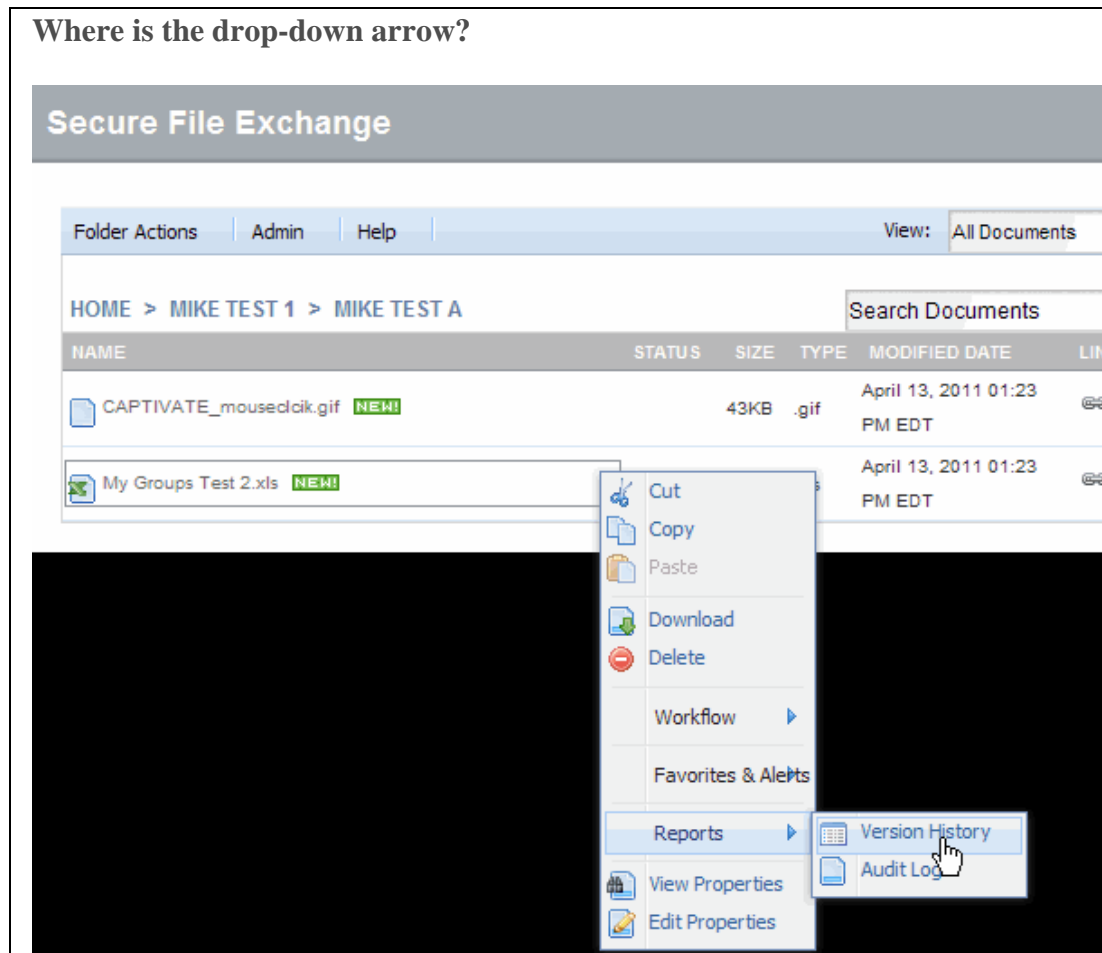 Where is the drop-down arrow?
Secure File Exchange
Folder Actions Admin Help View: All Documents
HOME > MIKE TEST 1 > MIKE TEST A Search Documents
NAME STATUS SIZE TYPE MODIFIED DATE LIN
CAPTIVATE_mouseclcik.gif NEW! 43KB .gif April 13, 2011 01:23
PM EDT
My Groups Test 2.xls NEW! s April 13, 2011 01:23
PM EDT
Cut
Copy
Paste
Download
Delete
Workflow
Favorites & Alerts
Reports Version History
Audit Log
View Properties
Edit Properties